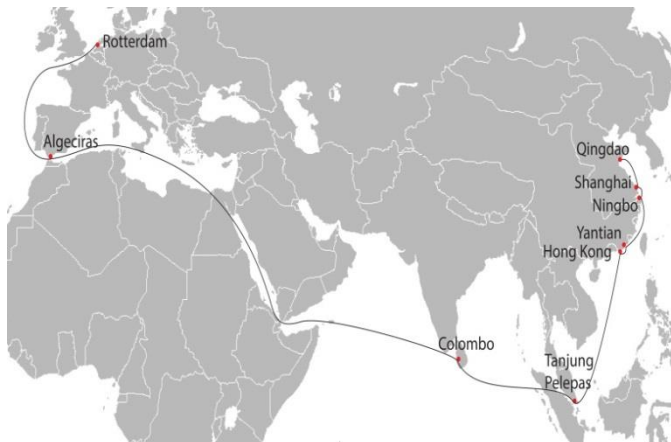 Rotterdam
Algeciras
Qingdao
Shanghai
Ningbo
Yantian
Hong Kong
Colombo
Tanjung
Pelepas